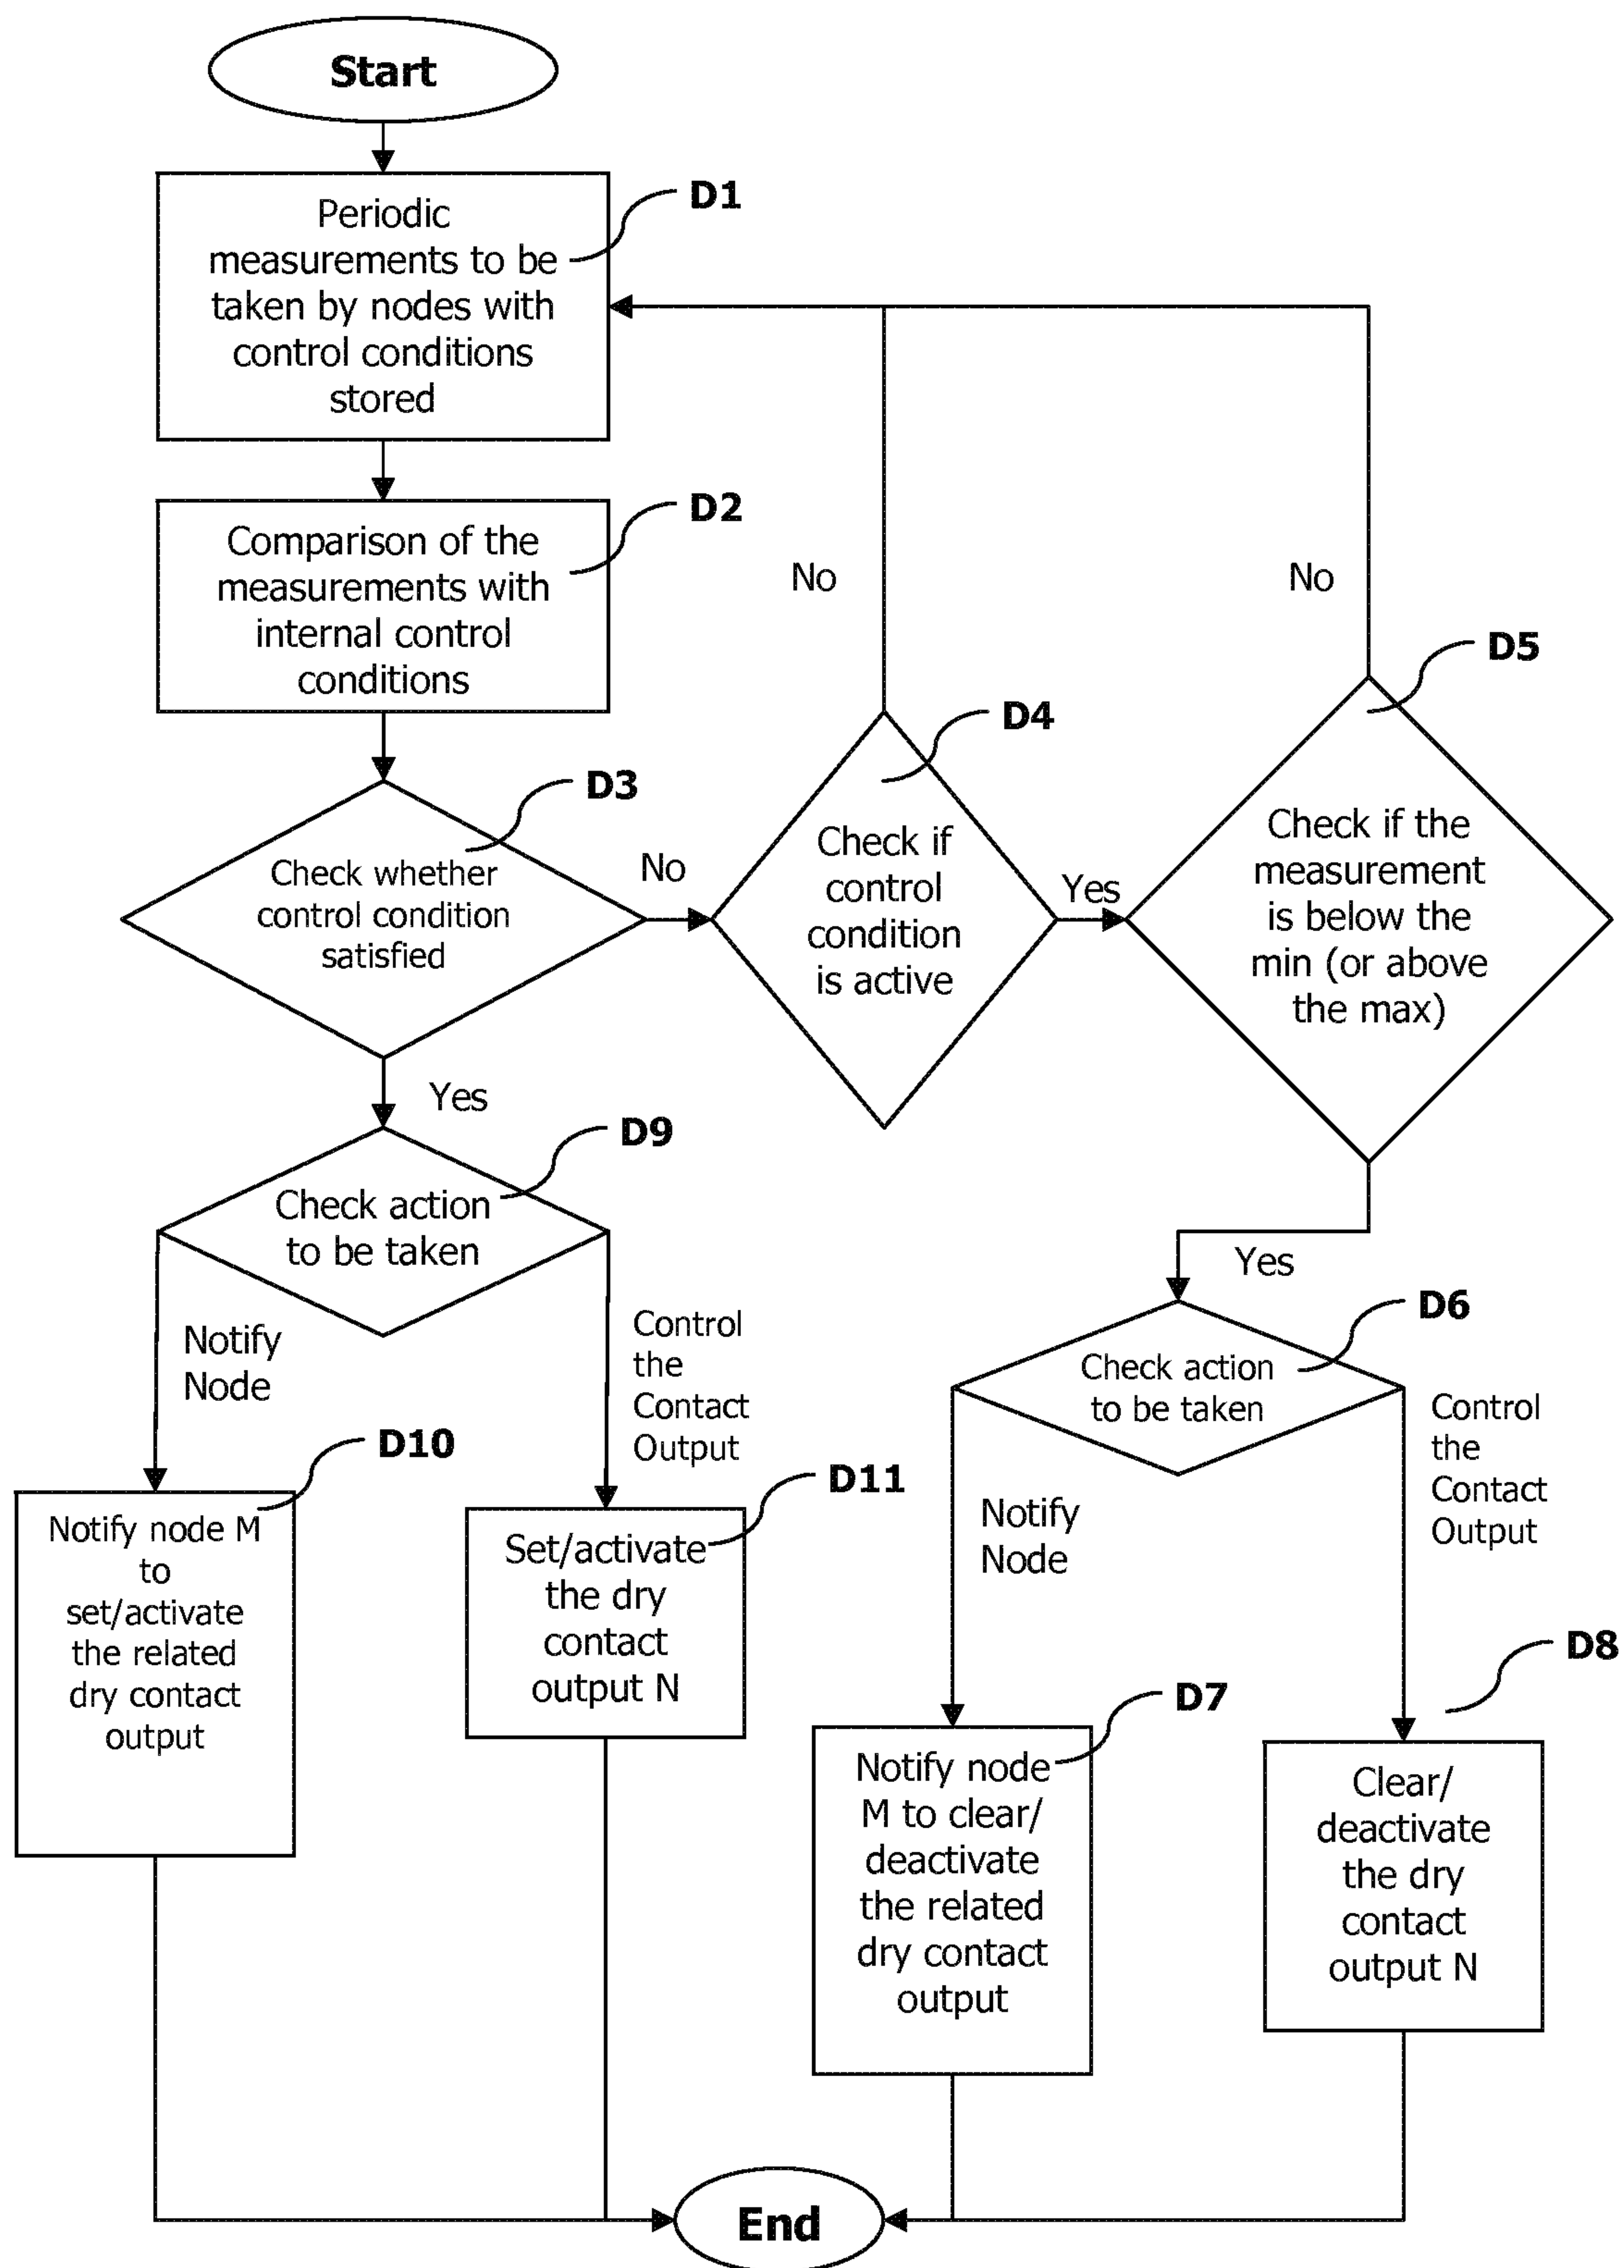 Start
Periodic
measurements to be
taken by nodes with
control conditions
stored
D1
Comparison of the
measurements with
internal control
conditions
D2
No
No
D5
D4
D3
Check whether
control condition
satisfied
No
Check if
control
condition
is active
Yes
Check if the
measurement
is below the
min (or above
the max)
Yes
D9
Check action
to be taken
Notify
Node
Control
the
Contact
Output
Yes
D6
Check action
to be taken
Notify
Node
Control
the
Contact
Output
D10
Notify node M
to
set/activate
the related
dry contact
output
D11
Set/activate
the dry
contact
output N
D7
Notify node
M to clear/
deactivate
the related
dry contact
output
D8
Clear/
deactivate
the dry
contact
output N
End